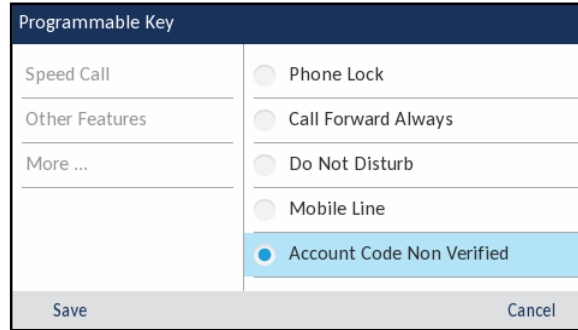 Programmable Key
Speed Call
Other Features
More ...
Phone Lock
Call Forward Always
Do Not Disturb
Mobile Line
Account Code Non Verified
Save
Cancel